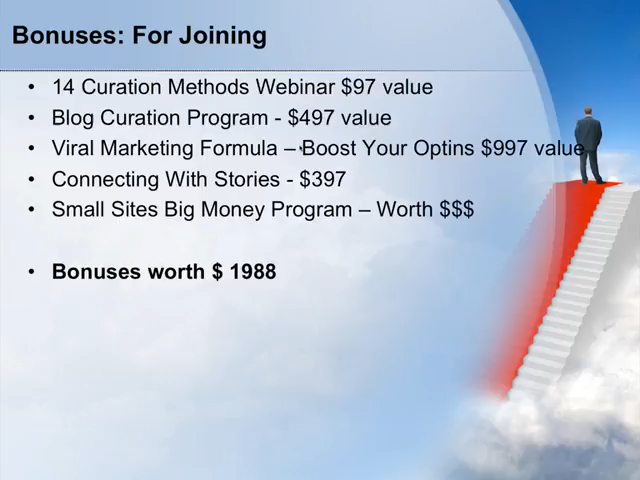 Bonuses: For Joining
• 14 Curation Methods Webinar $97 value
• Blog Curation Program - $497 value
• Viral Marketing Formula – Boost Your Optins $997 value
• Connecting With Stories - $397
• Small Sites Big Money Program – Worth $$$
• Bonuses worth $ 1988